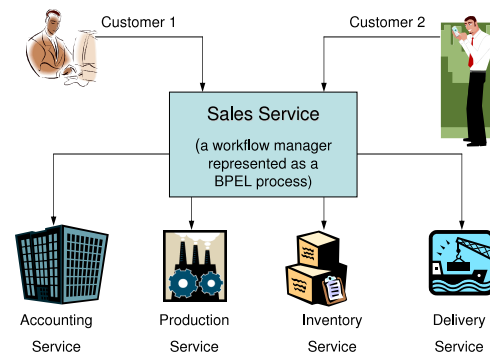 Customer 1
Customer 2
Sales Service
(a workflow manager
represented as a
BPEL process)
Accounting
Service
Production
Service
Inventory
Service
Delivery
Service